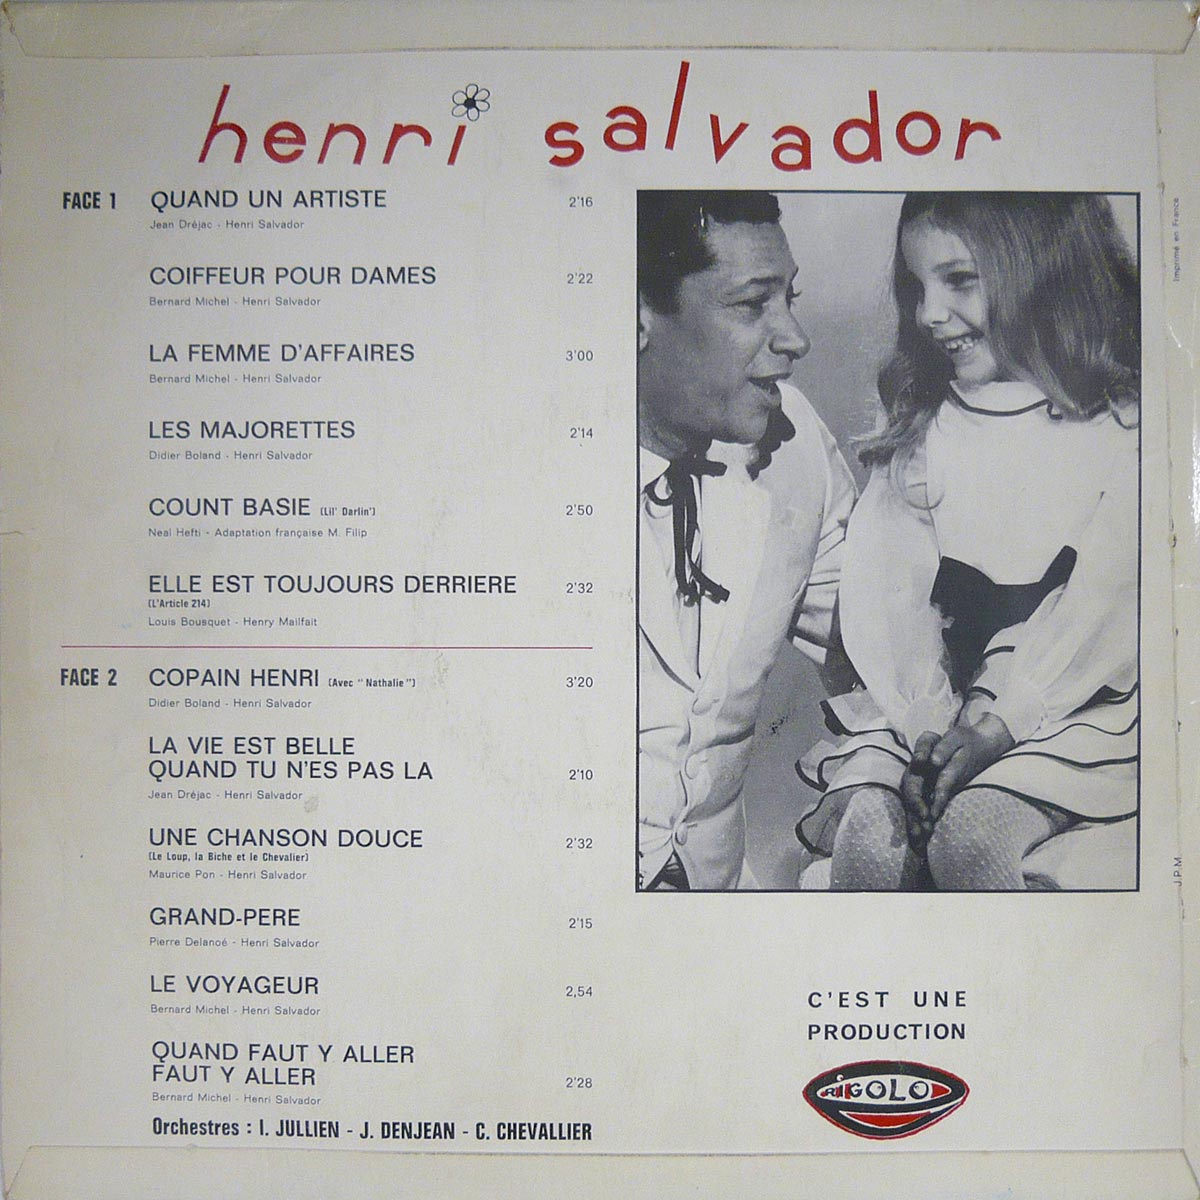 henri salvador
FACE 1 QUAND UN ARTISTE 2'16
Jean Dréjac - Henri Salvador
COIFFEUR POUR DAMES 2'22
Bernard Michel - Henri Salvador
LA FEMME D'AFFAIRES 3'00
Bernard Michel - Henri Salvador
LES MAJORETTES 2'14
Didier Boland - Henri Salvador
COUNT BASIE (Lil' Darlin') 2'50
Neal Hefti - Adaptation française M. Filip
ELLE EST TOUJOURS DERRIERE 2'32
(L'Article 214)
Louis Bousquet - Henry Mailfait
FACE 2 COPAIN HENRI (Avec "Nathalie") 3'20
Didier Boland - Henri Salvador
LA VIE EST BELLE
QUAND TU N'ES PAS LA 2'10
Jean Dréjac - Henri Salvador
UNE CHANSON DOUCE 2'32
(Le Loup, la Biche et le Chevalier)
Maurice Pon - Henri Salvador
GRAND-PERE 2'15
Pierre Delanoé - Henri Salvador
LE VOYAGEUR 2,54
Bernard Michel - Henri Salvador
QUAND FAUT Y ALLER
FAUT Y ALLER 2'28
Bernard Michel - Henri Salvador
Orchestres : I. JULLIEN - J. DENJEAN - C. CHEVALLIER
C'EST UNE
PRODUCTION
RIGOLO
Imprimé en France
J.P.M.